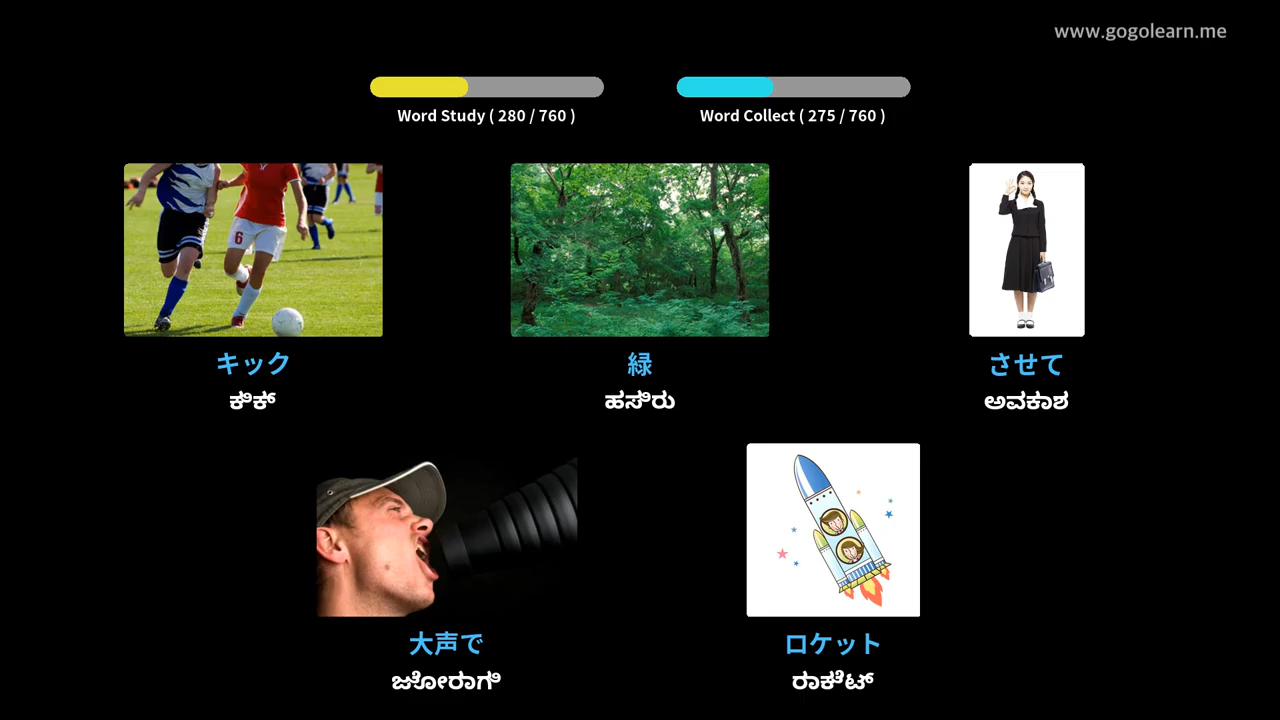 www.gogolearn.me
Word Study ( 280 / 760 )
Word Collect ( 275 / 760 )
6
キック
ಕಿಕ್
緑
ಹಸಿರು
させて
ಅವಕಾಶ
大声で
ಜೋರಾಗಿ
ロケット
ರಾಕೆಟ್